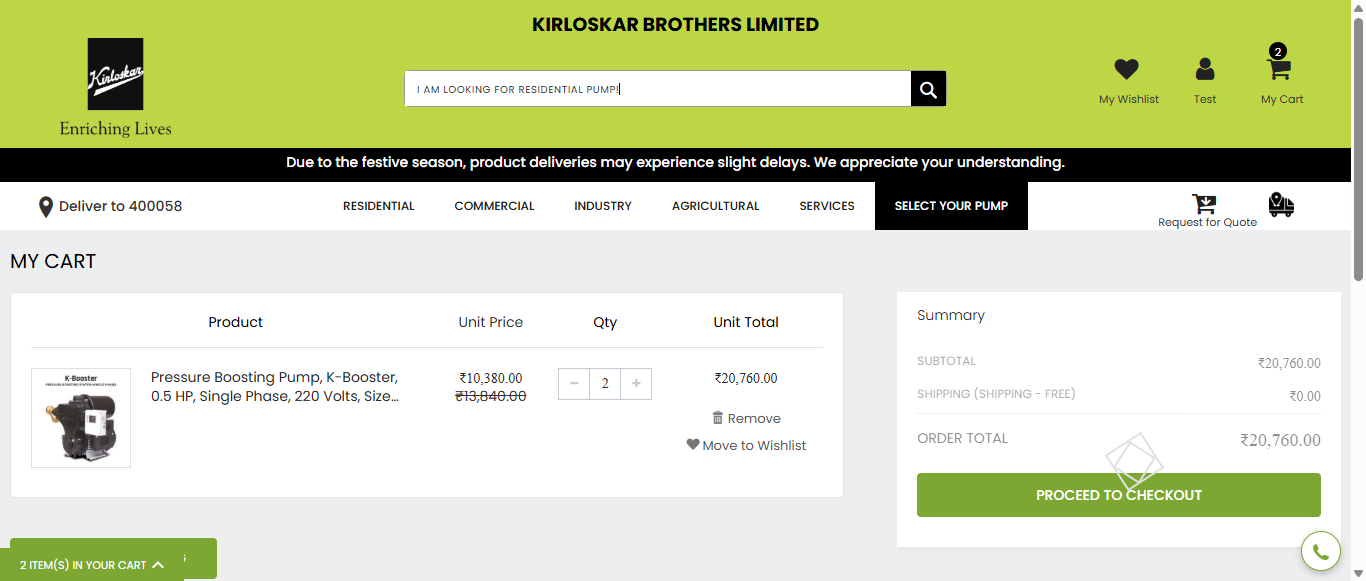 KIRLOSKAR BROTHERS LIMITED
Kirloskar
Enriching Lives
I AM LOOKING FOR RESIDENTIAL PUMP!
2
My Wishlist
Test
My Cart
Due to the festive season, product deliveries may experience slight delays. We appreciate your understanding.
Deliver to 400058
RESIDENTIAL
COMMERCIAL
INDUSTRY
AGRICULTURAL
SERVICES
SELECT YOUR PUMP
Request for Quote
MY CART
Product Unit Price Qty Unit Total
K-Booster
PRESSURE BOOSTING SYSTEM (SINGLE PHASE)
Pressure Boosting Pump, K-Booster,
0.5 HP, Single Phase, 220 Volts, Size...
₹10,380.00
₹13,840.00
− 2 +
₹20,760.00
Remove
Move to Wishlist
Summary
SUBTOTAL ₹20,760.00
SHIPPING (SHIPPING - FREE) ₹0.00
ORDER TOTAL ₹20,760.00
PROCEED TO CHECKOUT
2 ITEM(S) IN YOUR CART